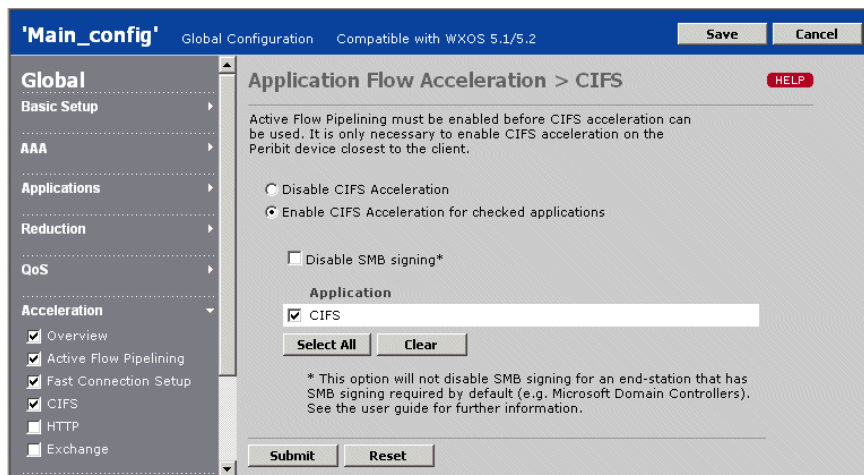 'Main_config' Global Configuration Compatible with WXOS 5.1/5.2 Save Cancel
Global
Basic Setup
AAA
Applications
Reduction
QoS
Acceleration
Overview
Active Flow Pipelining
Fast Connection Setup
CIFS
HTTP
Exchange
Application Flow Acceleration > CIFS HELP
Active Flow Pipelining must be enabled before CIFS acceleration can
be used. It is only necessary to enable CIFS acceleration on the
Peribit device closest to the client.
Disable CIFS Acceleration
Enable CIFS Acceleration for checked applications
Disable SMB signing*
Application
CIFS
Select All Clear
* This option will not disable SMB signing for an end-station that has
SMB signing required by default (e.g. Microsoft Domain Controllers).
See the user guide for further information.
Submit Reset